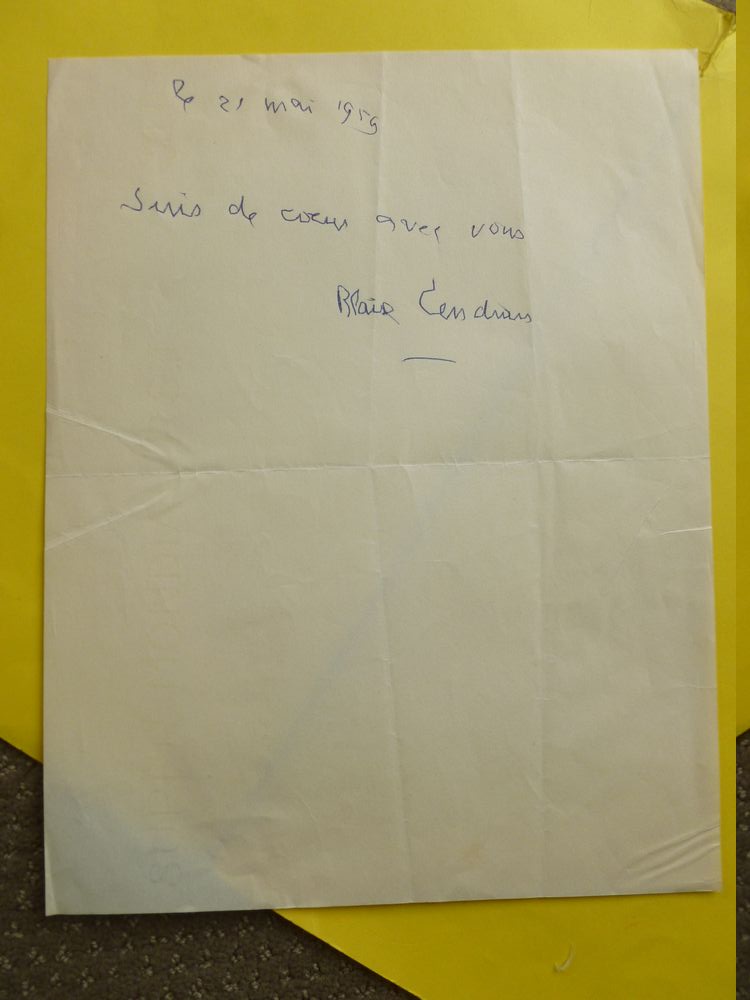 le 21 mai 1959
Suis de coeur avec vous
Blaise Cendrars